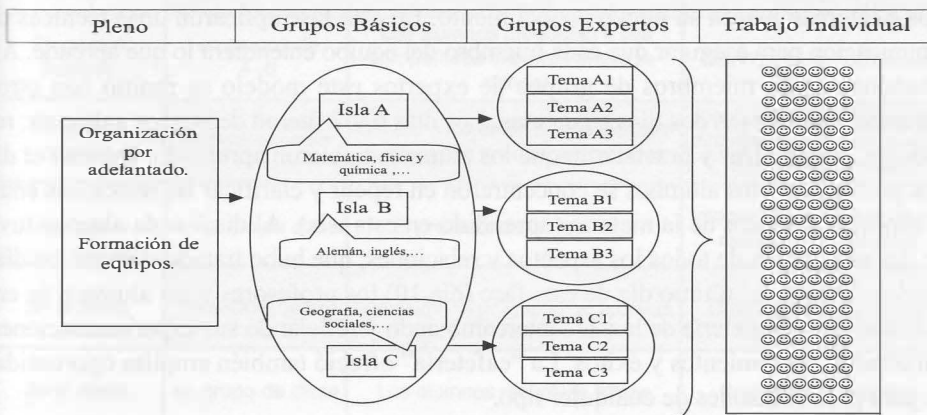 Pleno
Grupos Básicos
Grupos Expertos
Trabajo Individual
Organización
por
adelantado.
Formación de
equipos.
Isla A
Matemática, física y
química ,...
Isla B
Alemán, inglés,...
Geografía, ciencias
sociales,...
Isla C
Tema A1
Tema A2
Tema A3
Tema B1
Tema B2
Tema B3
Tema C1
Tema C2
Tema C3